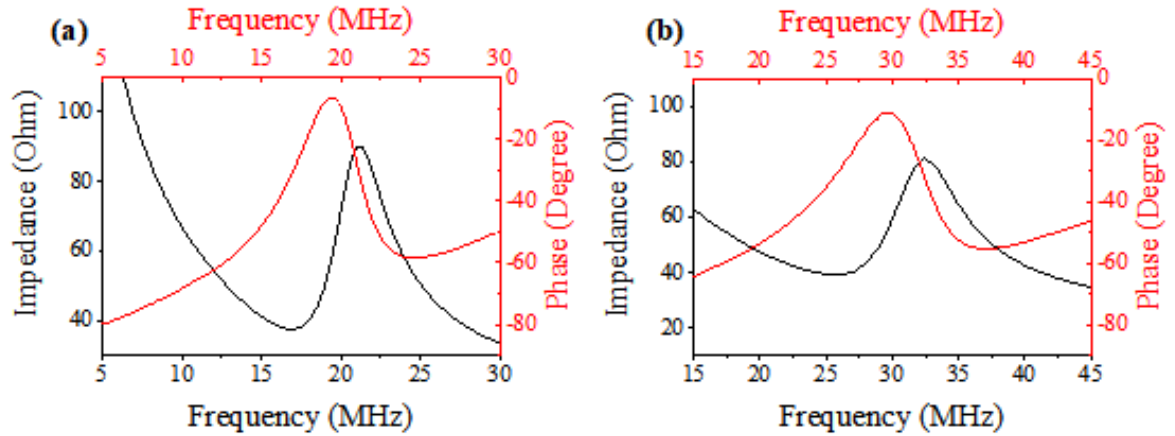 (a)
Frequency (MHz)
5 10 15 20 25 30
Impedance (Ohm)
100
80
60
40
0
-20
-40
-60
-80
Phase (Degree)
5 10 15 20 25 30
Frequency (MHz)
(b)
Frequency (MHz)
15 20 25 30 35 40 45
Impedance (Ohm)
100
80
60
40
20
0
-20
-40
-60
-80
Phase (Degree)
15 20 25 30 35 40 45
Frequency (MHz)